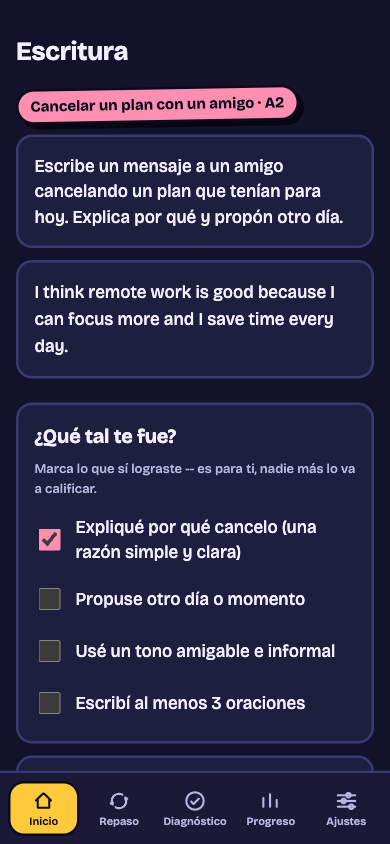 Escritura
Cancelar un plan con un amigo · A2
Escribe un mensaje a un amigo
cancelando un plan que tenían para
hoy. Explica por qué y propón otro día.
I think remote work is good because I
can focus more and I save time every
day.
¿Qué tal te fue?
Marca lo que sí lograste -- es para ti, nadie más lo va
a calificar.
Expliqué por qué cancelo (una
razón simple y clara)
Propuse otro día o momento
Usé un tono amigable e informal
Escribí al menos 3 oraciones
Inicio
Repaso
Diagnóstico
Progreso
Ajustes